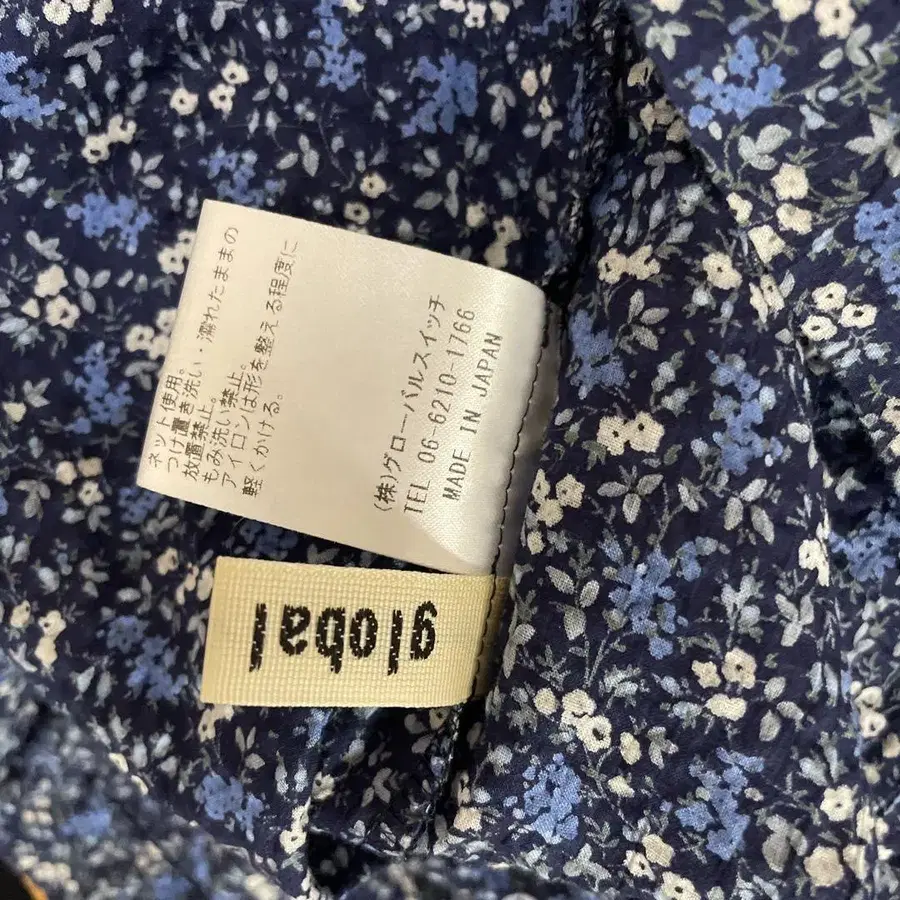 ネット使用。
つけ置き洗い・濡れたままの
放置禁止。
もみ洗い禁止。
アイロンは形を整える程度に
軽くかける。
(株)グローバルスイッチ
TEL 06-6210-1766
MADE IN JAPAN
global